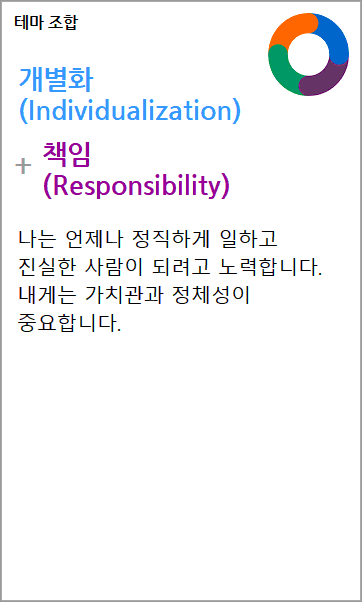 테마 조합
개별화
(Individualization)
+ 책임
(Responsibility)
나는 언제나 정직하게 일하고
진실한 사람이 되려고 노력합니다.
내게는 가치관과 정체성이
중요합니다.